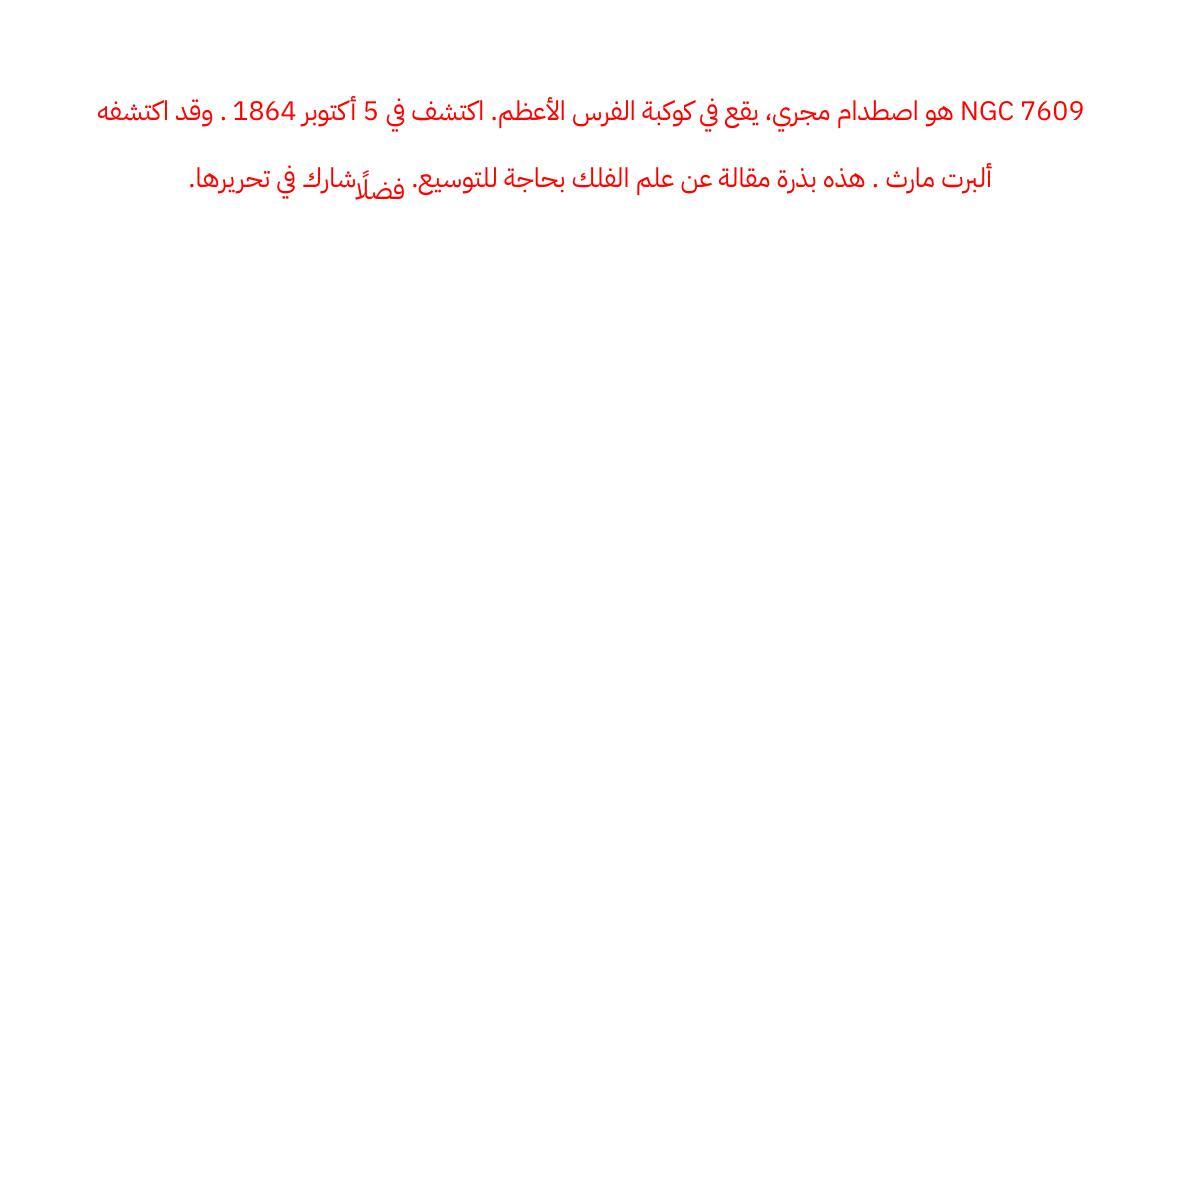 NGC 7609 هو اصطدام مجري، يقع في كوكبة الفرس الأعظم. اكتشف في 5 أكتوبر 1864 . وقد اكتشفه
ألبرت مارث . هذه بذرة مقالة عن علم الفلك بحاجة للتوسيع. فضلًا شارك في تحريرها.